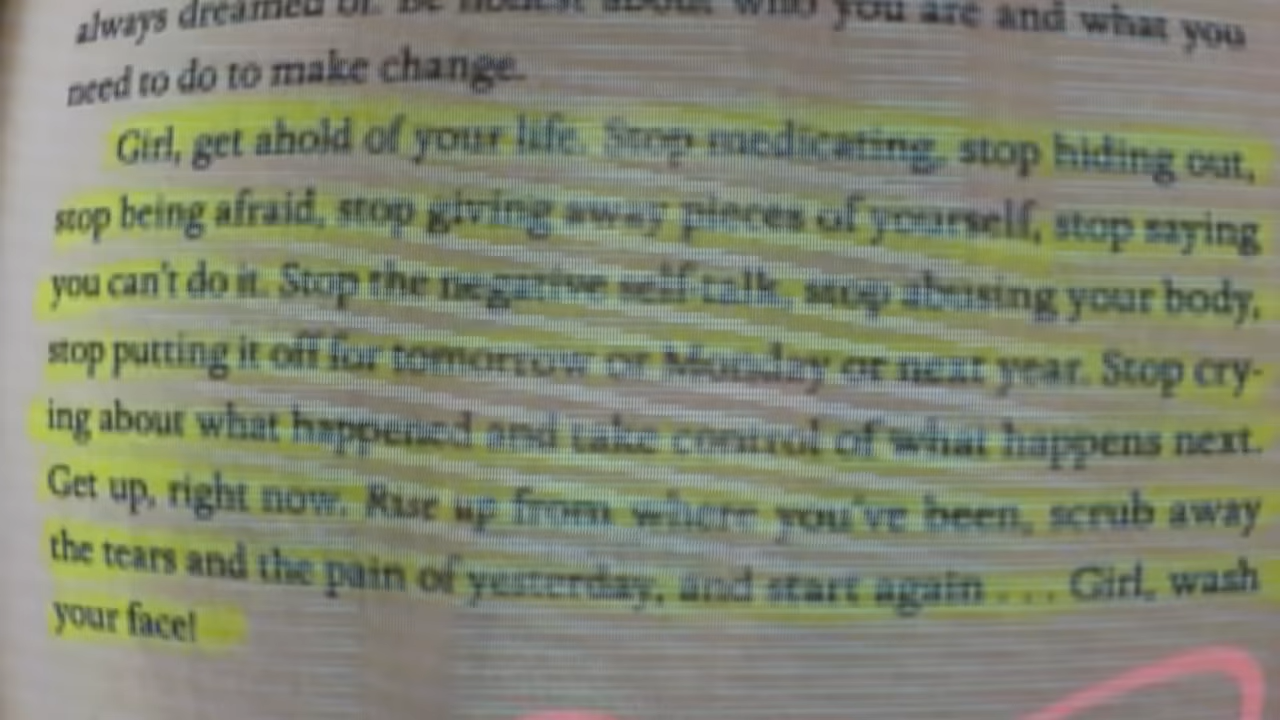 always dreamed of. Be honest about who you are and what you
need to do to make change.
Girl, get ahold of your life. Stop medicating, stop hiding out,
stop being afraid, stop giving away pieces of yourself, stop saying
you can't do it. Stop the negative self-talk, stop abusing your body,
stop putting it off for tomorrow or Monday or next year. Stop cry-
ing about what happened and take control of what happens next.
Get up, right now. Rise up from where you've been, scrub away
the tears and the pain of yesterday, and start again . . . Girl, wash
your face!